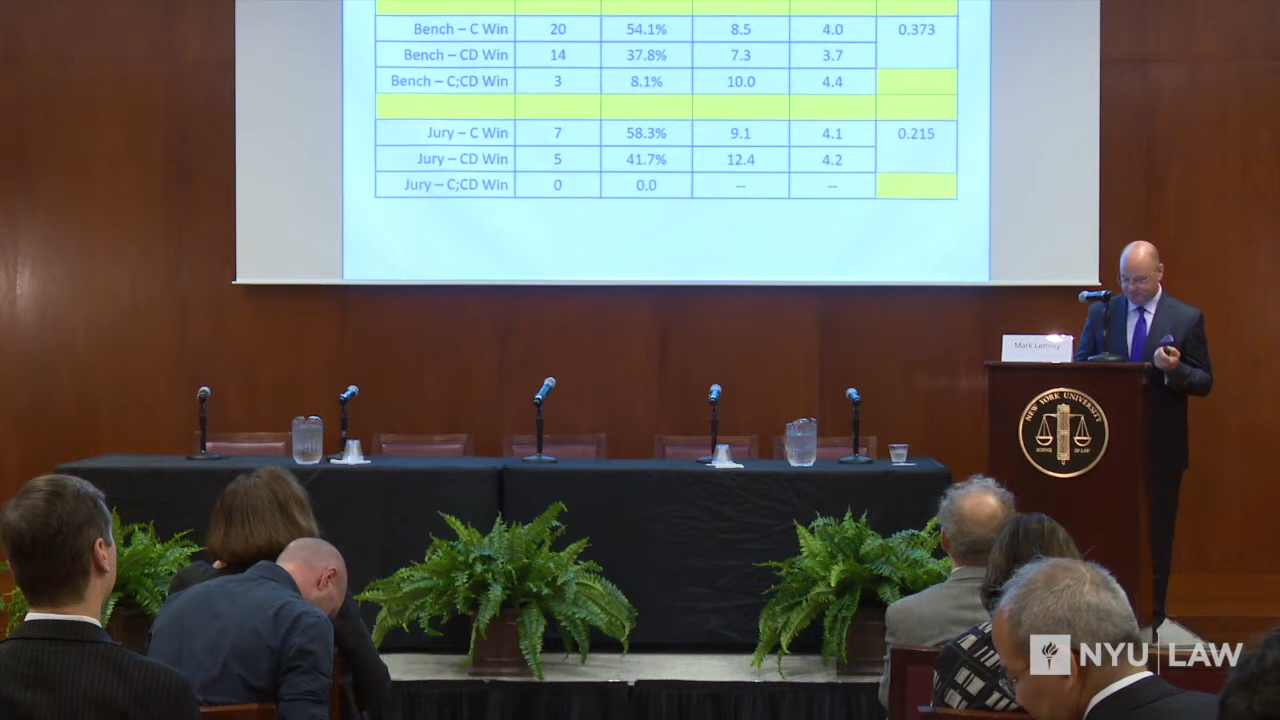 Bench – C Win 20 54.1% 8.5 4.0 0.373
Bench – CD Win 14 37.8% 7.3 3.7
Bench – C;CD Win 3 8.1% 10.0 4.4
Jury – C Win 7 58.3% 9.1 4.1 0.215
Jury – CD Win 5 41.7% 12.4 4.2
Jury – C;CD Win 0 0.0 -- --
Mark Lemley
NEW YORK UNIVERSITY
SCHOOL OF LAW
NYU LAW